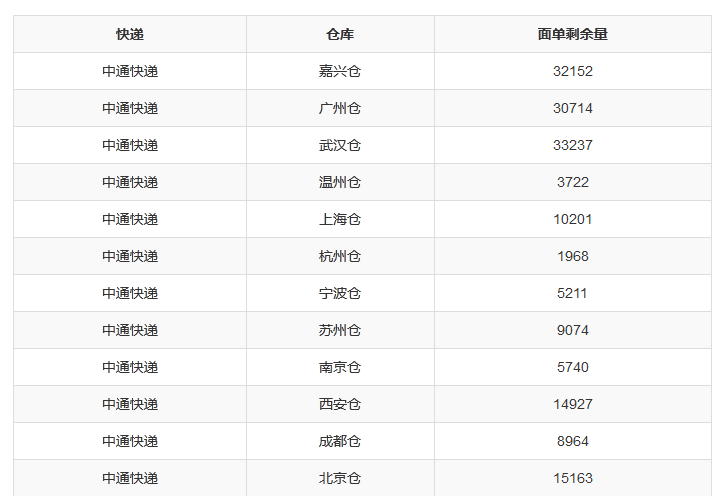 快递 仓库 面单剩余量
中通快递 嘉兴仓 32152
中通快递 广州仓 30714
中通快递 武汉仓 33237
中通快递 温州仓 3722
中通快递 上海仓 10201
中通快递 杭州仓 1968
中通快递 宁波仓 5211
中通快递 苏州仓 9074
中通快递 南京仓 5740
中通快递 西安仓 14927
中通快递 成都仓 8964
中通快递 北京仓 15163